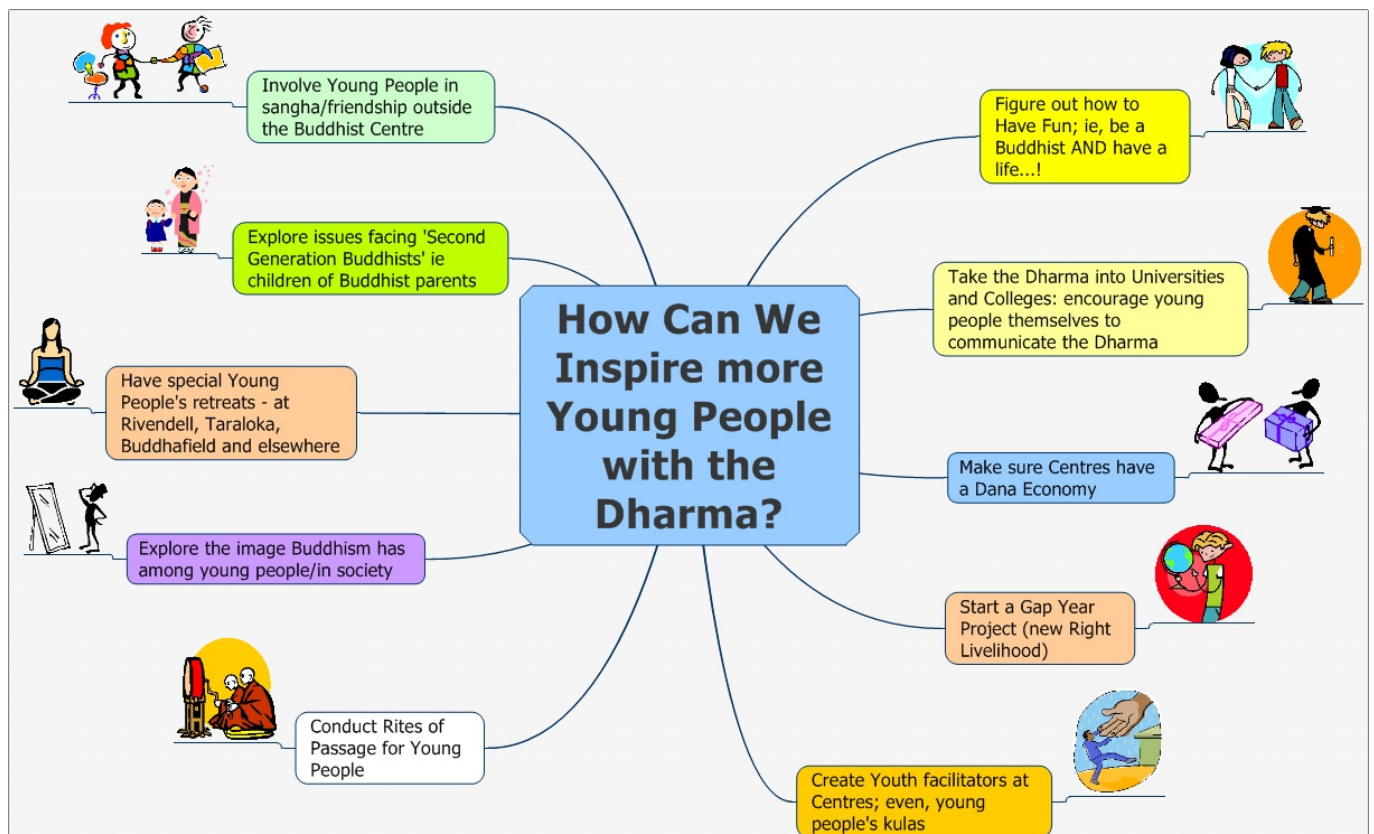 How Can We
Inspire more
Young People
with the
Dharma?
Figure out how to
Have Fun; ie, be a
Buddhist AND have a
life...!
Take the Dharma into Universities
and Colleges: encourage young
people themselves to
communicate the Dharma
Make sure Centres have
a Dana Economy
Start a Gap Year
Project (new Right
Livelihood)
Create Youth facilitators at
Centres; even, young
people's kulas
Conduct Rites of
Passage for Young
People
Explore the image Buddhism has
among young people/in society
Have special Young
People's retreats - at
Rivendell, Taraloka,
Buddhafield and elsewhere
Explore issues facing 'Second
Generation Buddhists' ie
children of Buddhist parents
Involve Young People in
sangha/friendship outside
the Buddhist Centre